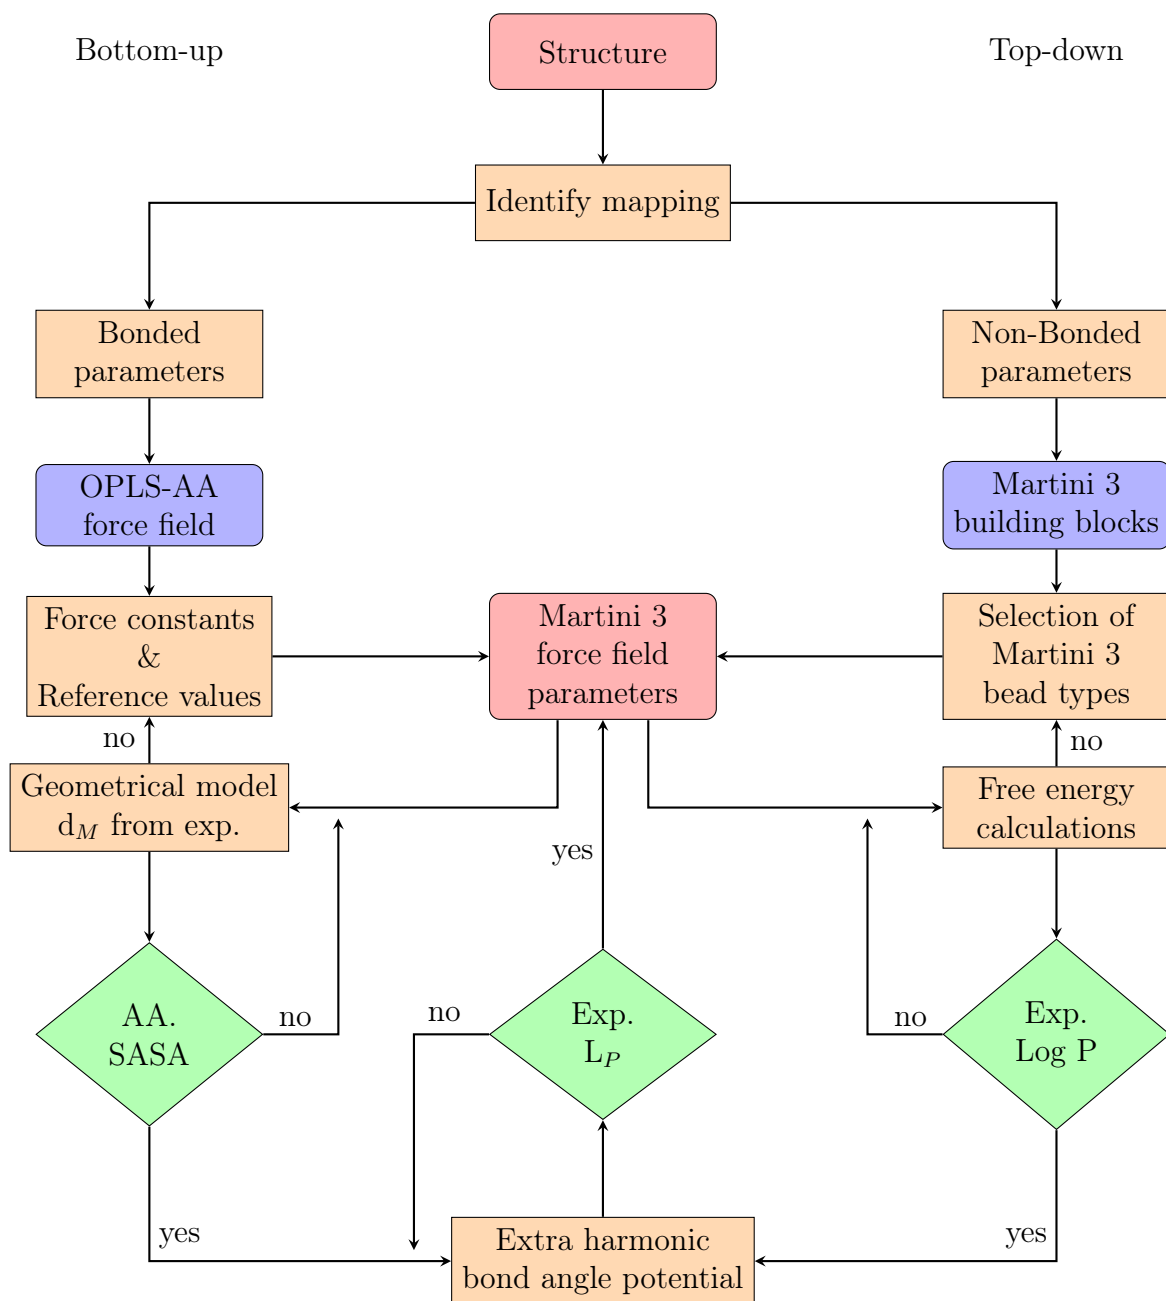 Bottom-up
Structure
Top-down
Identify mapping
Bonded
parameters
Non-Bonded
parameters
OPLS-AA
force field
Martini 3
building blocks
Force constants
&
Reference values
Martini 3
force field
parameters
Selection of
Martini 3
bead types
no
no
Geometrical model
d_M from exp.
Free energy
calculations
yes
AA.
SASA
no
no
Exp.
L_P
no
Exp.
Log P
yes
Extra harmonic
bond angle potential
yes